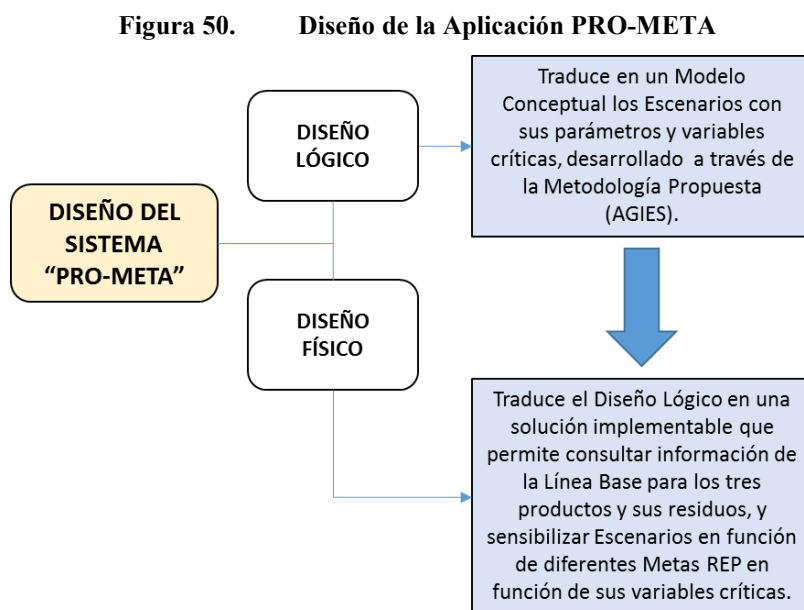 Figura 50. Diseño de la Aplicación PRO-META
DISEÑO DEL
SISTEMA
“PRO-META”
DISEÑO
LÓGICO
Traduce en un Modelo
Conceptual los Escenarios con
sus parámetros y variables
críticas, desarrollado a través de
la Metodología Propuesta
(AGIES).
DISEÑO
FÍSICO
Traduce el Diseño Lógico en una
solución implementable que
permite consultar información de
la Línea Base para los tres
productos y sus residuos, y
sensibilizar Escenarios en función
de diferentes Metas REP en
función de sus variables críticas.